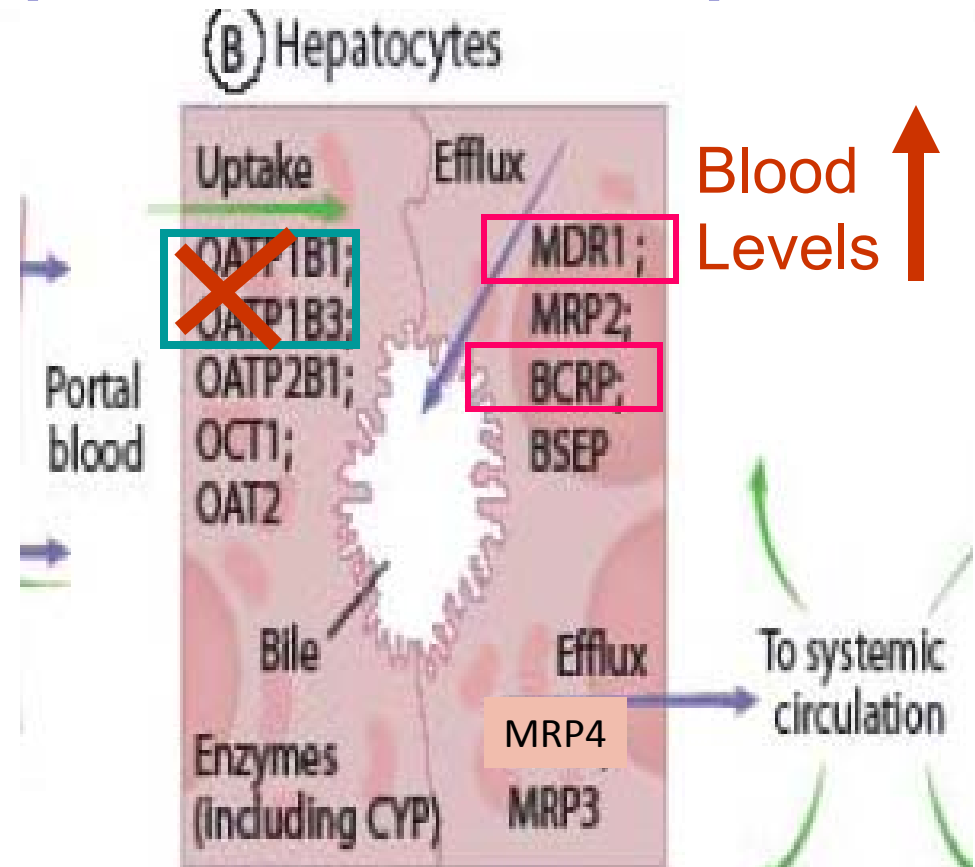 B Hepatocytes
Uptake
OATP1B1;
OATP1B3;
OATP2B1;
OCT1;
OAT2
Portal
blood
Efflux
MDR1 ;
MRP2;
BCRP;
BSEP
Blood
Levels
Bile
Enzymes
(including CYP)
Efflux
MRP4
MRP3
To systemic
circulation